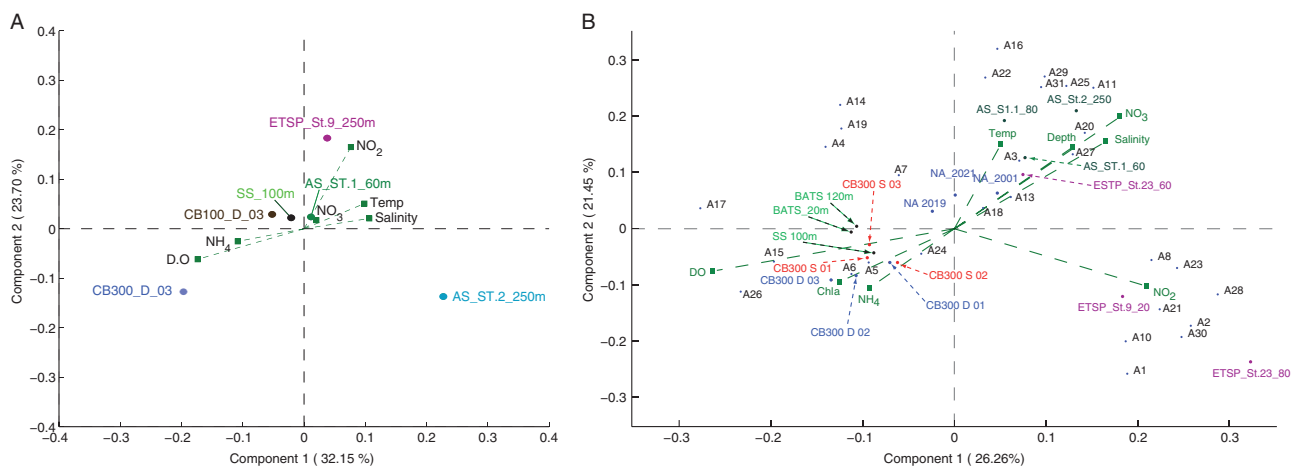 A
0.4
0.3
0.2
0.1
0
−0.1
−0.2
−0.3
−0.4
−0.4
−0.3
−0.2
−0.1
0
0.1
0.2
0.3
0.4
Component 2 ( 23.70 %)
Component 1 ( 32.15 %)
ETSP_St.9_250m
NO2
AS_ST.1_60m
SS_100m
Temp
CB100_D_03
NO3
Salinity
NH4
D.O
CB300_D_03
AS_ST.2_250m
B
0.3
0.2
0.1
0
−0.1
−0.2
−0.3
−0.3
−0.2
−0.1
0
0.1
0.2
0.3
Component 2 ( 21.45 %)
Component 1 ( 26.26%)
A16
A22
A29
A31
A25
A11
A14
AS_S1.1_80
AS_St.2_250
NO3
A19
A20
A4
Temp
Depth
Salinity
A3
A27
AS_ST.1_60
A7
CB300 S 03
NA_2021
NA_2001
ESTP_St.23_60
BATS 120m
A17
NA 2019
A13
BATS_20m
A18
SS 100m
A15
A24
A8
DO
CB300 S 01
A6
A5
CB300 S 02
A23
CB300 D 03
A26
Chla
NH4
NO2
A28
CB300 D 01
ETSP_St.9_20
A21
CB300 D 02
A2
A10
A30
A1
ETSP_St.23_80